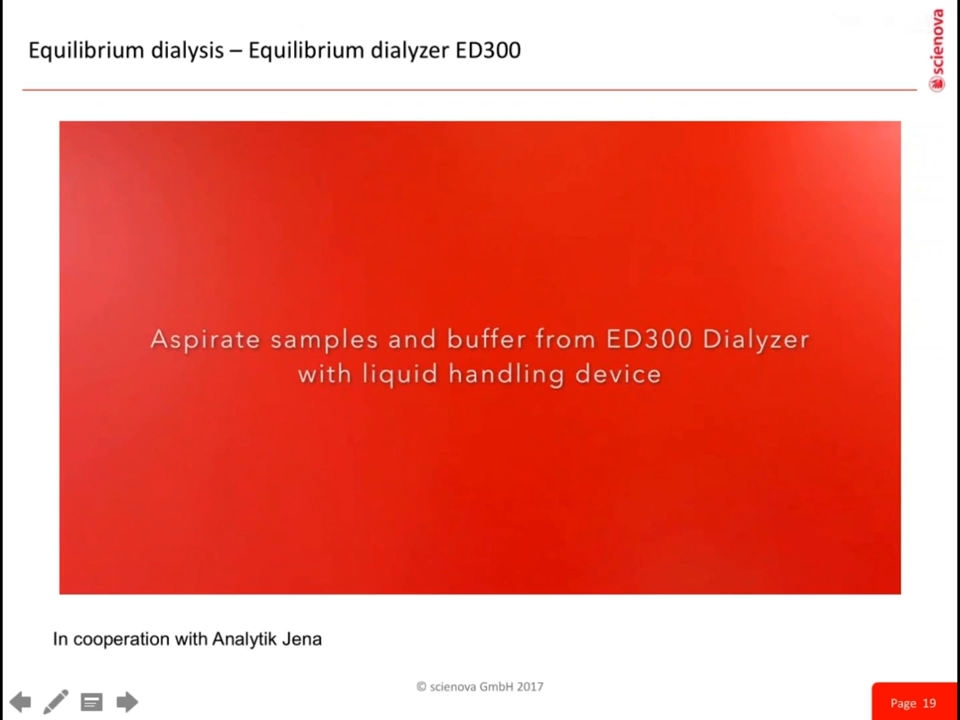 Equilibrium dialysis – Equilibrium dialyzer ED300
scienova
Aspirate samples and buffer from ED300 Dialyzer
with liquid handling device
In cooperation with Analytik Jena
© scienova GmbH 2017
Page 19